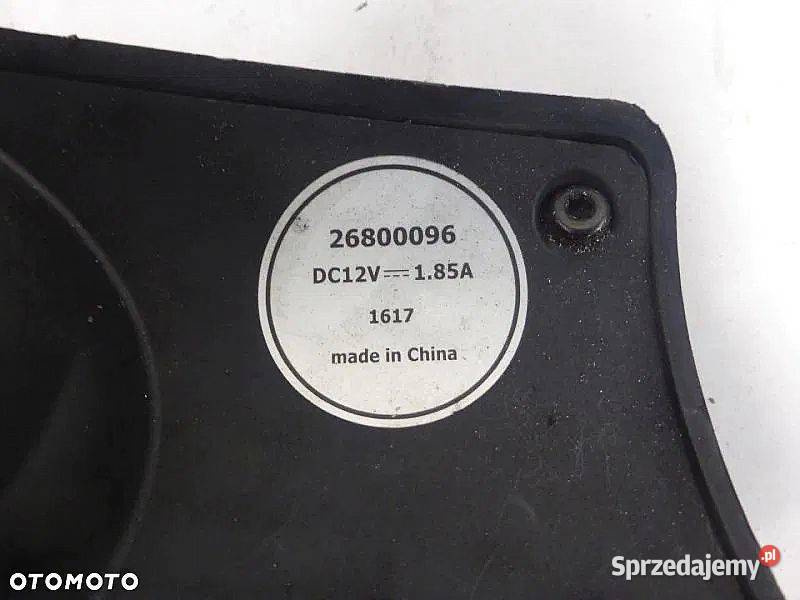 26800096
DC12V⎓1.85A
1617
made in China
OTOMOTO
Sprzedajemy.pl